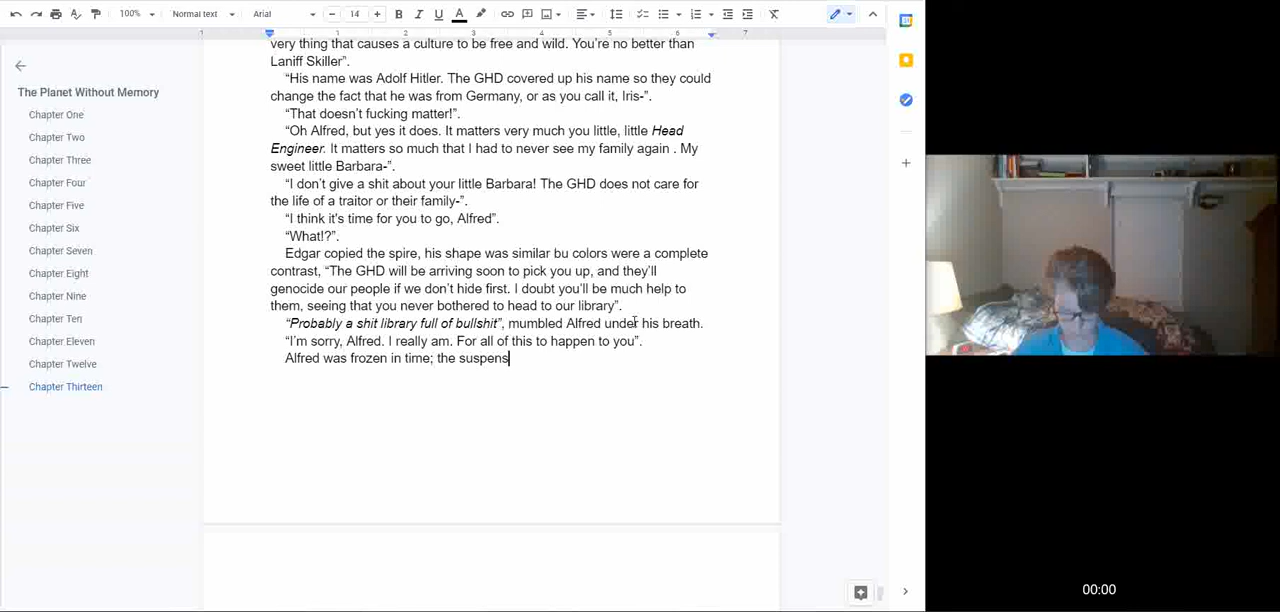 100%
Normal text
Arial
14
1
1
2
3
4
5
6
7
The Planet Without Memory
Chapter One
Chapter Two
Chapter Three
Chapter Four
Chapter Five
Chapter Six
Chapter Seven
Chapter Eight
Chapter Nine
Chapter Ten
Chapter Eleven
Chapter Twelve
Chapter Thirteen
very thing that causes a culture to be free and wild. You’re no better than
Laniff Skiller”.
“His name was Adolf Hitler. The GHD covered up his name so they could
change the fact that he was from Germany, or as you call it, Iris-”.
“That doesn’t fucking matter!”.
“Oh Alfred, but yes it does. It matters very much you little, little Head
Engineer. It matters so much that I had to never see my family again . My
sweet little Barbara-”.
“I don’t give a shit about your little Barbara! The GHD does not care for
the life of a traitor or their family-”.
“I think it’s time for you to go, Alfred”.
“What!?”.
Edgar copied the spire, his shape was similar bu colors were a complete
contrast, “The GHD will be arriving soon to pick you up, and they’ll
genocide our people if we don’t hide first. I doubt you’ll be much help to
them, seeing that you never bothered to head to our library”.
“Probably a shit library full of bullshit”, mumbled Alfred under his breath.
“I’m sorry, Alfred. I really am. For all of this to happen to you”.
Alfred was frozen in time; the suspens
00:00